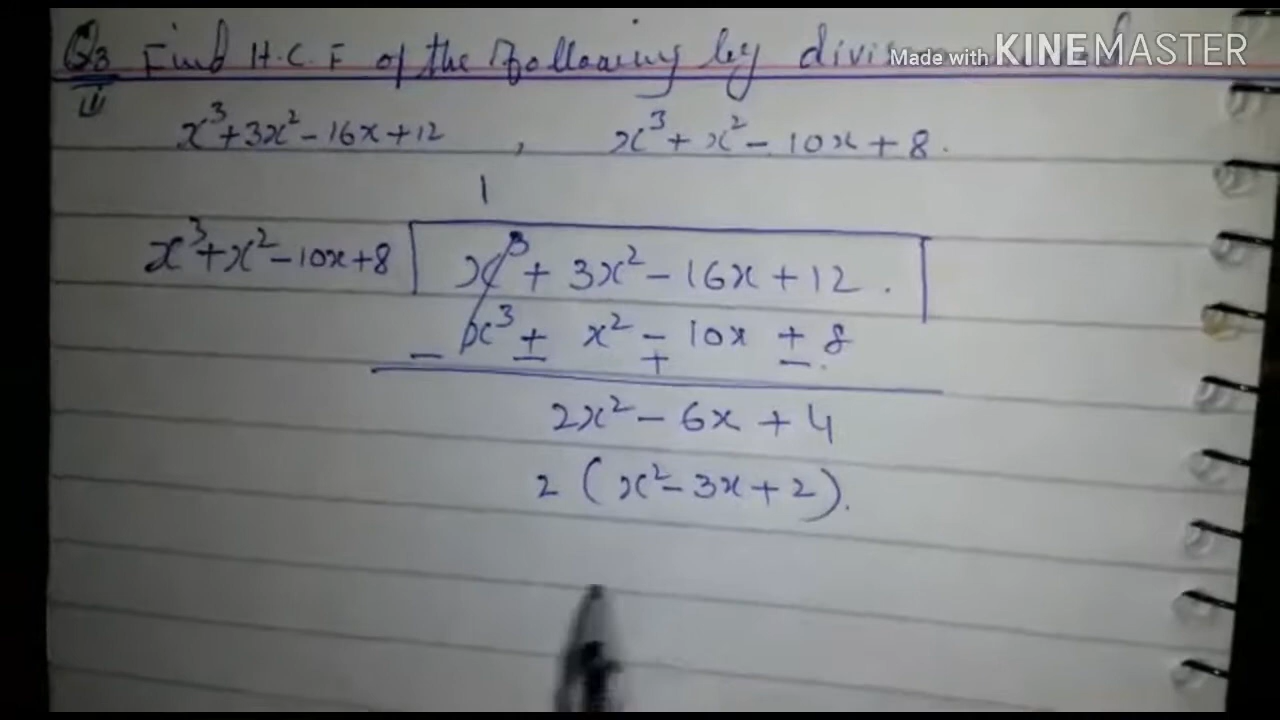 Q3 Find H.C.F of the following by
Made with KINEMASTER
ii
x³+3x²-16x+12 , x³+x²-10x+8.
1
x³+x²-10x+8 x³+3x²-16x+12.
x³+x²-10x+8
- - + -.
2x²-6x+4
2(x²-3x+2).